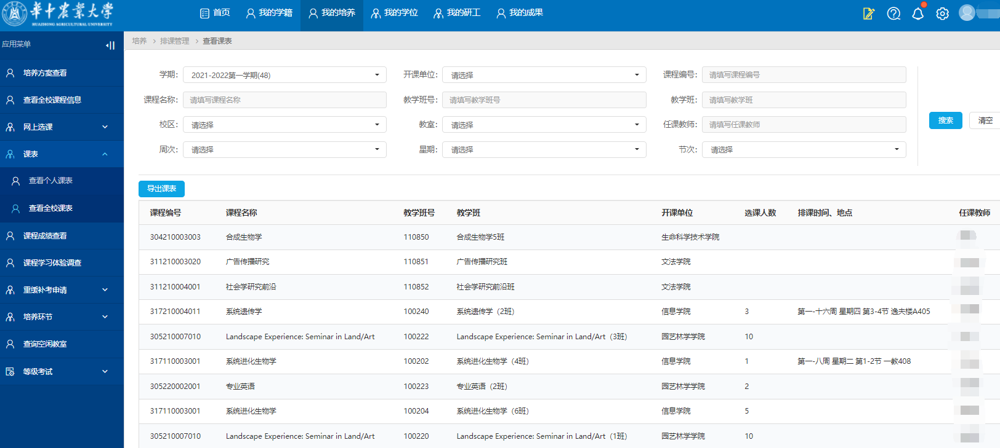 华中农业大学
HUAZHONG AGRICULTURAL UNIVERSITY
首页 我的学籍 我的培养 我的学位 我的研工 我的成果
应用菜单
培养方案查看
查看全校课程信息
网上选课
课表
查看个人课表
查看全校课表
课程成绩查看
课程学习体验调查
重缓补考申请
培养环节
查询空闲教室
等级考试
培养 > 排课管理 > 查看课表
学期: 2021-2022第一学期(48) 开课单位: 请选择 课程编号: 请填写课程编号
课程名称: 请填写课程名称 教学班号: 请填写教学班号 教学班: 请填写教学班
校区: 请选择 教室: 请选择 任课教师: 请填写任课教师
周次: 请选择 星期: 请选择 节次: 请选择
搜索 清空
导出课表
课程编号 课程名称 教学班号 教学班 开课单位 选课人数 排课时间、地点 任课教师
304210003003 合成生物学 110850 合成生物学5班 生命科学技术学院
311210003020 广告传播研究 110851 广告传播研究班 文法学院
311210004001 社会学研究前沿 110852 社会学研究前沿班 文法学院
317210004011 系统遗传学 100240 系统遗传学（2班） 信息学院 3 第一-十六周 星期四 第3-4节 逸夫楼A405
305210007010 Landscape Experience: Seminar in Land/Art 100222 Landscape Experience: Seminar in Land/Art（3班） 园艺林学学院 10
317110003001 系统进化生物学 100202 系统进化生物学（4班） 信息学院 1 第一-八周 星期二 第1-2节 一教408
305220002001 专业英语 100223 专业英语（2班） 园艺林学学院 2
317110003001 系统进化生物学 100204 系统进化生物学（6班） 信息学院 5
305210007010 Landscape Experience: Seminar in Land/Art 100220 Landscape Experience: Seminar in Land/Art（1班） 园艺林学学院 10